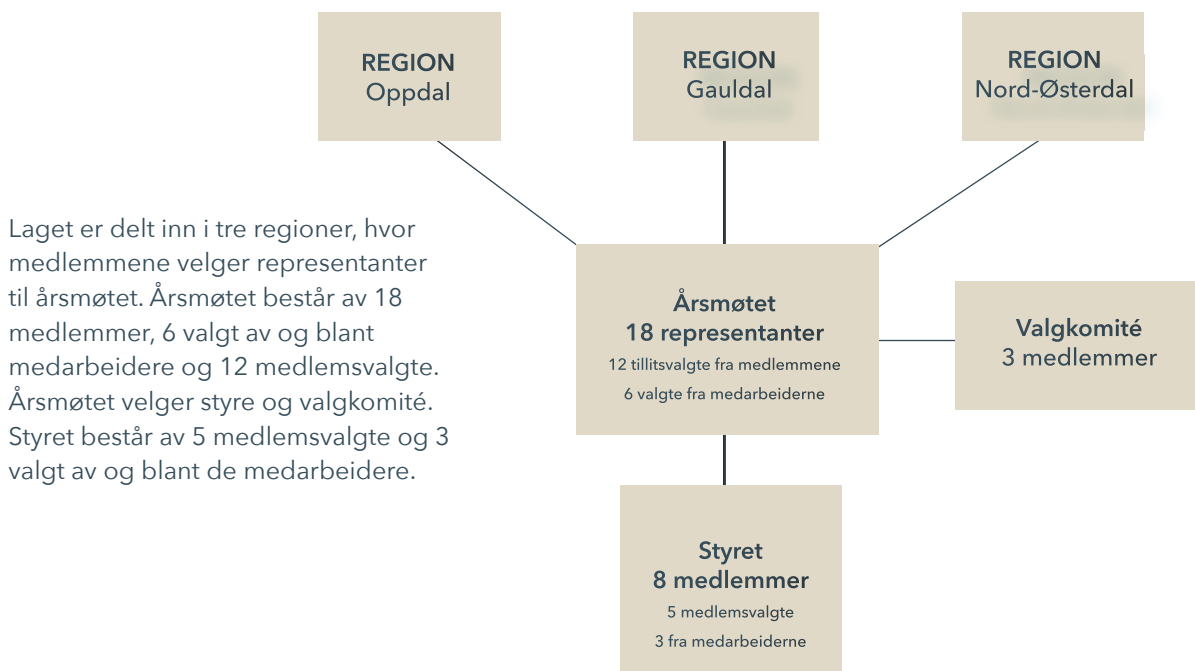 REGION
Oppdal
REGION
Gauldal
REGION
Nord-Østerdal
Laget er delt inn i tre regioner, hvor
medlemmene velger representanter
til årsmøtet. Årsmøtet består av 18
medlemmer, 6 valgt av og blant
medarbeidere og 12 medlemsvalgte.
Årsmøtet velger styre og valgkomité.
Styret består av 5 medlemsvalgte og 3
valgt av og blant de medarbeidere.
Årsmøtet
18 representanter
12 tillitsvalgte fra medlemmene
6 valgte fra medarbeiderne
Valgkomité
3 medlemmer
Styret
8 medlemmer
5 medlemsvalgte
3 fra medarbeiderne